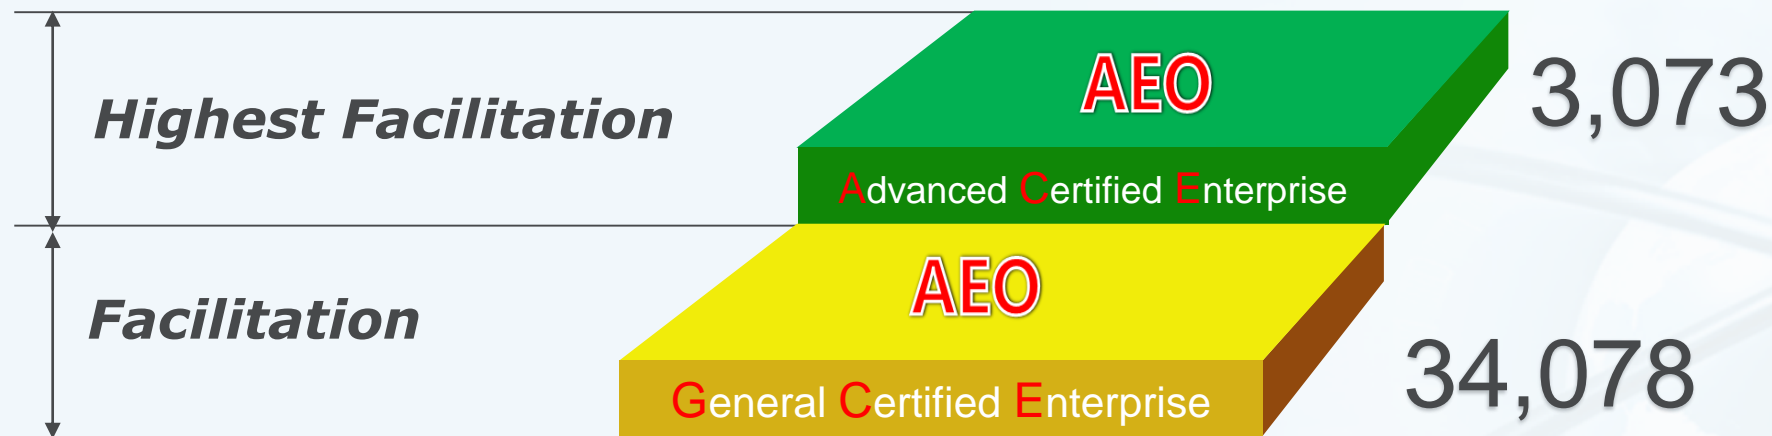 AEO
3,073
Highest Facilitation
Advanced Certified Enterprise
AEO
Facilitation
34,078
General Certified Enterprise